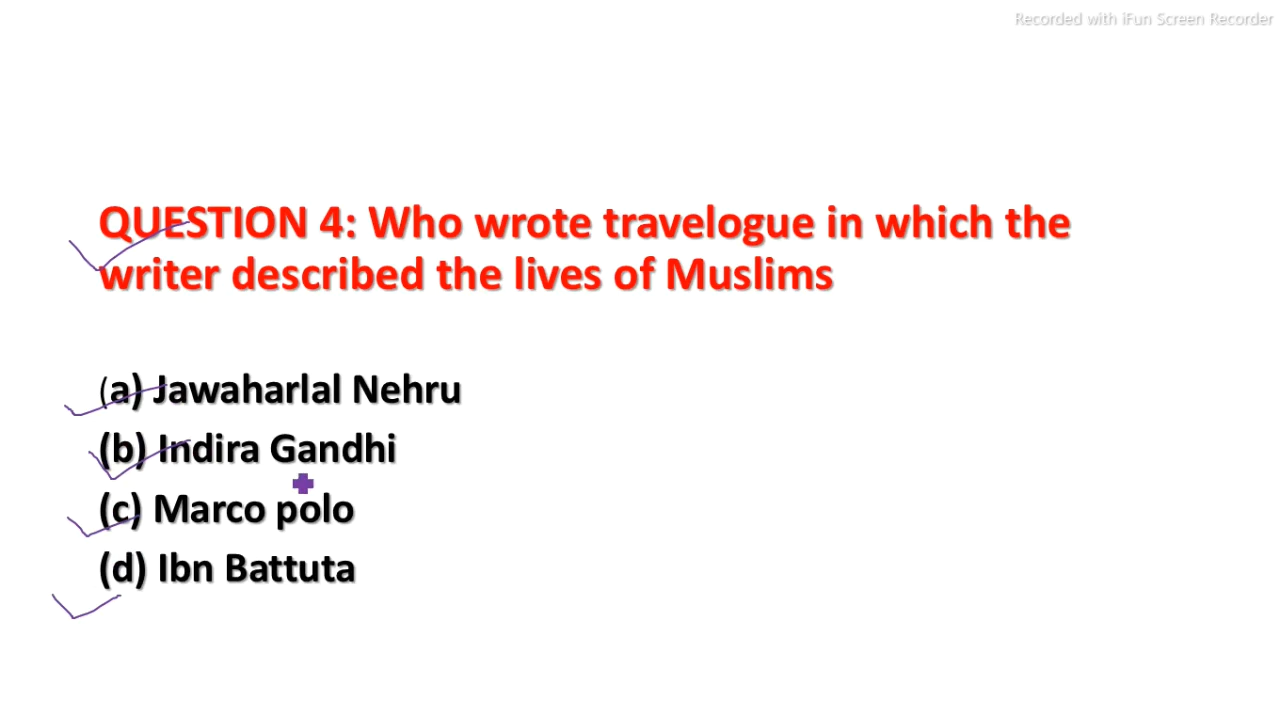 Recorded with iFun Screen Recorder
QUESTION 4: Who wrote travelogue in which the
writer described the lives of Muslims
(a) Jawaharlal Nehru
(b) Indira Gandhi
(c) Marco polo
(d) Ibn Battuta